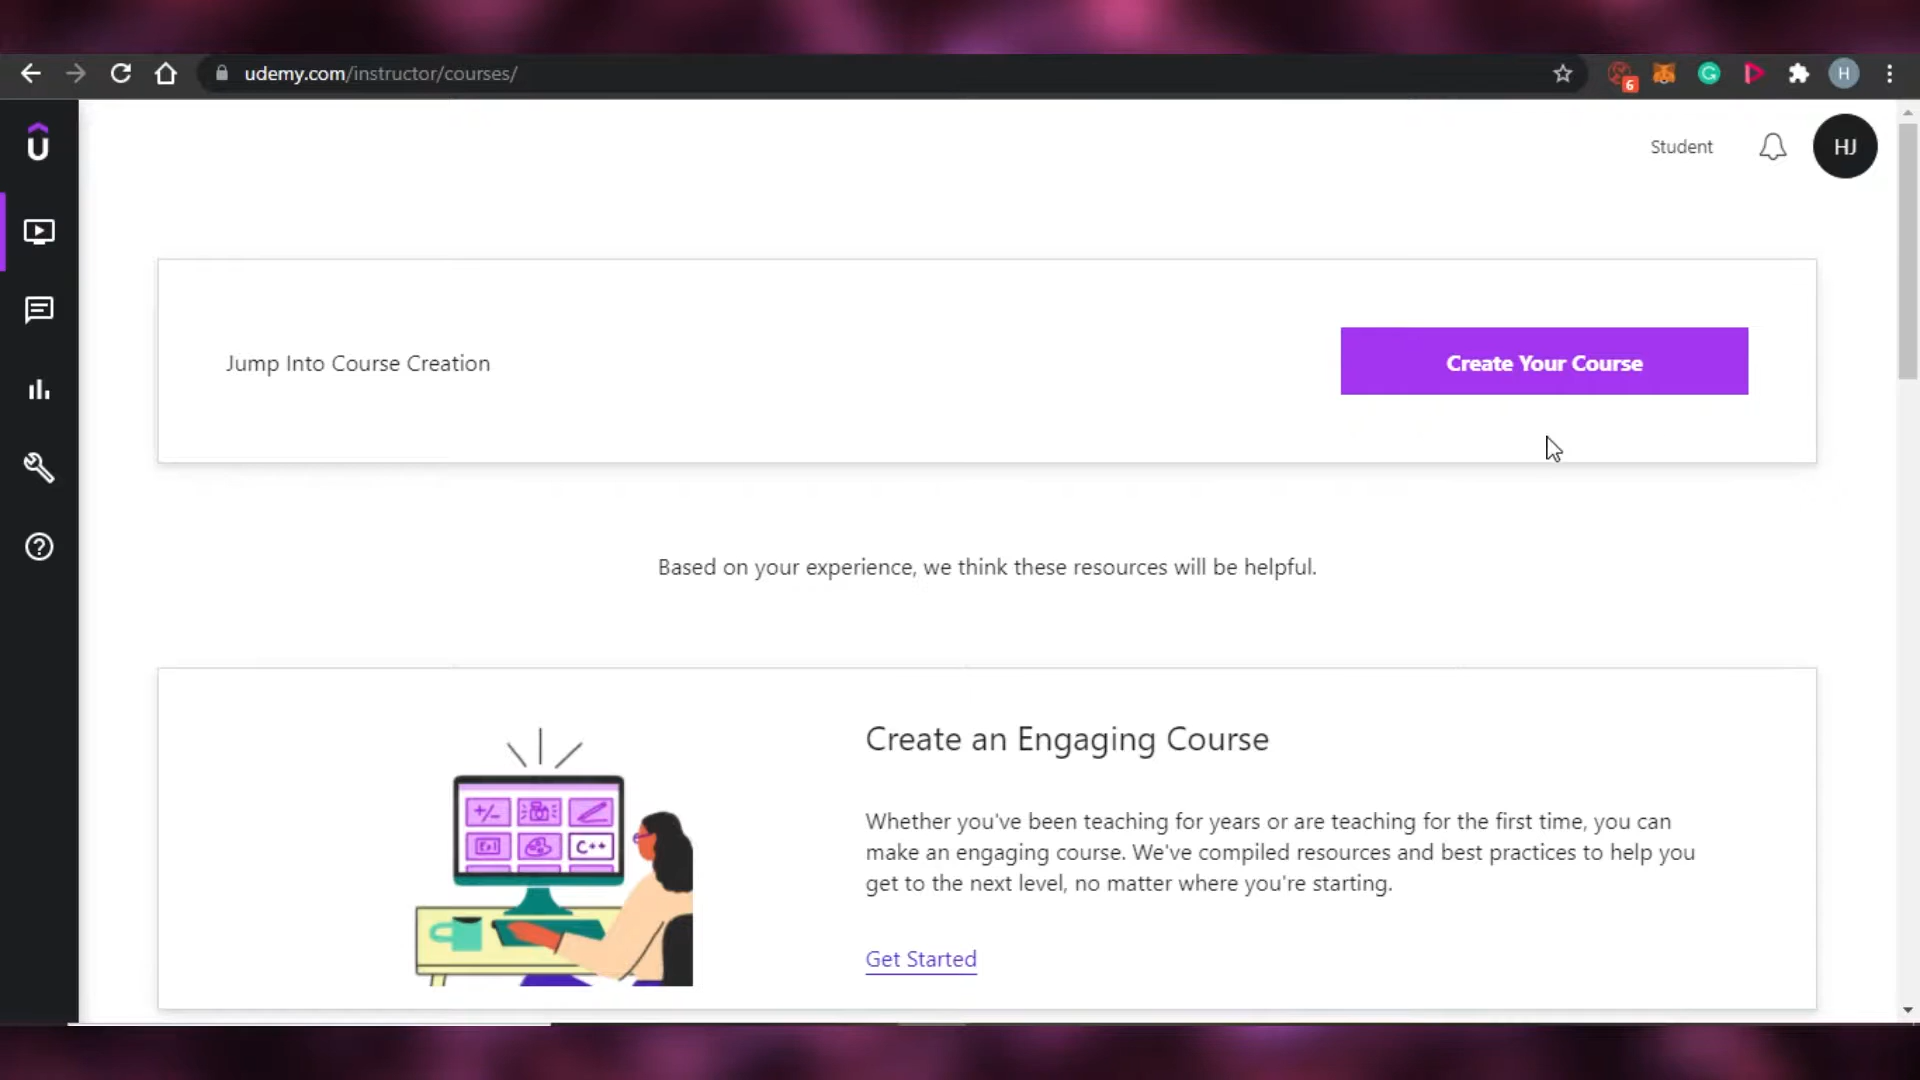 udemy.com/instructor/courses/
6
H
Student
HJ
Jump Into Course Creation
Create Your Course
Based on your experience, we think these resources will be helpful.
+/-
C++
Create an Engaging Course
Whether you've been teaching for years or are teaching for the first time, you can
make an engaging course. We've compiled resources and best practices to help you
get to the next level, no matter where you're starting.
Get Started